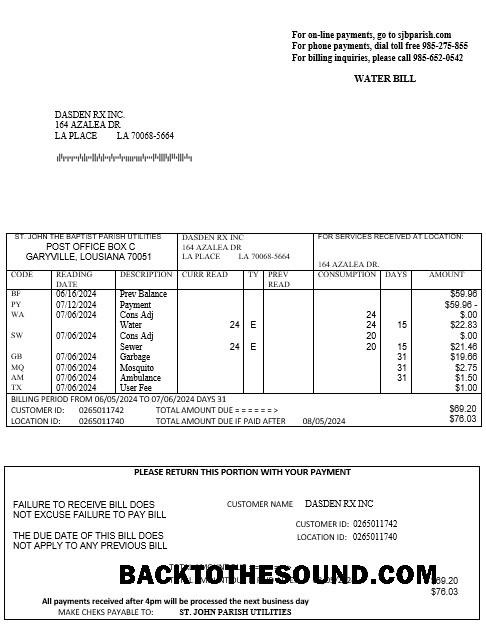 For on-line payments, go to sjbparish.com
For phone payments, dial toll free 985-275-855
For billing inquiries, please call 985-652-0542
WATER BILL
DASDEN RX INC.
164 AZALEA DR
LA PLACE LA 70068-5664
ST. JOHN THE BAPTIST PARISH UTILITIES
POST OFFICE BOX C
GARYVILLE, LOUSIANA 70051
DASDEN RX INC
164 AZALEA DR
LA PLACE LA 70068-5664
FOR SERVICES RECEIVED AT LOCATION:
164 AZALEA DR.
CODE READING DATE DESCRIPTION CURR READ TY PREV READ CONSUMPTION DAYS AMOUNT
BF 06/16/2024 Prev Balance $59.96
PY 07/12/2024 Payment $59.96 -
WA 07/06/2024 Cons Adj 24 $.00
Water 24 E 24 15 $22.83
SW 07/06/2024 Cons Adj 20 $.00
Sewer 24 E 20 15 $21.46
GB 07/06/2024 Garbage 31 $19.66
MQ 07/06/2024 Mosquito 31 $2.75
AM 07/06/2024 Ambulance 31 $1.50
TX 07/06/2024 User Fee $1.00
BILLING PERIOD FROM 06/05/2024 TO 07/06/2024 DAYS 31
CUSTOMER ID: 0265011742 TOTAL AMOUNT DUE = = = = = = > $69.20
LOCATION ID: 0265011740 TOTAL AMOUNT DUE IF PAID AFTER 08/05/2024 $76.03
PLEASE RETURN THIS PORTION WITH YOUR PAYMENT
FAILURE TO RECEIVE BILL DOES
NOT EXCUSE FAILURE TO PAY BILL
CUSTOMER NAME DASDEN RX INC
CUSTOMER ID: 0265011742
THE DUE DATE OF THIS BILL DOES
NOT APPLY TO ANY PREVIOUS BILL
LOCATION ID: 0265011740
BACKTOTHESOUND.COM
$69.20
$76.03
All payments received after 4pm will be processed the next business day
MAKE CHEKS PAYABLE TO: ST. JOHN PARISH UTILITIES